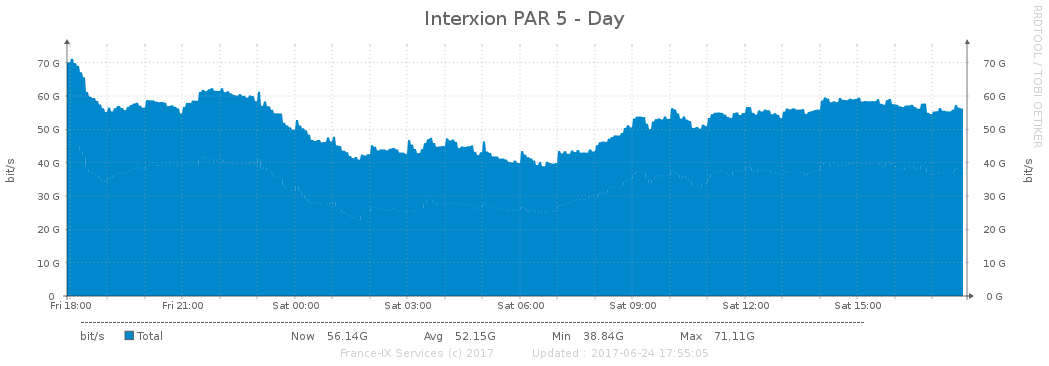 Interxion PAR 5 - Day
RRDTOOL / TOBI OETIKER
bit/s
70 G
60 G
50 G
40 G
30 G
20 G
10 G
0
70 G
60 G
50 G
40 G
30 G
20 G
10 G
0 G
bit/s
Fri 18:00 Fri 21:00 Sat 00:00 Sat 03:00 Sat 06:00 Sat 09:00 Sat 12:00 Sat 15:00
bit/s Total Now 56.14G Avg 52.15G Min 38.84G Max 71.11G
France-IX Services (c) 2017 Updated : 2017-06-24 17:55:05